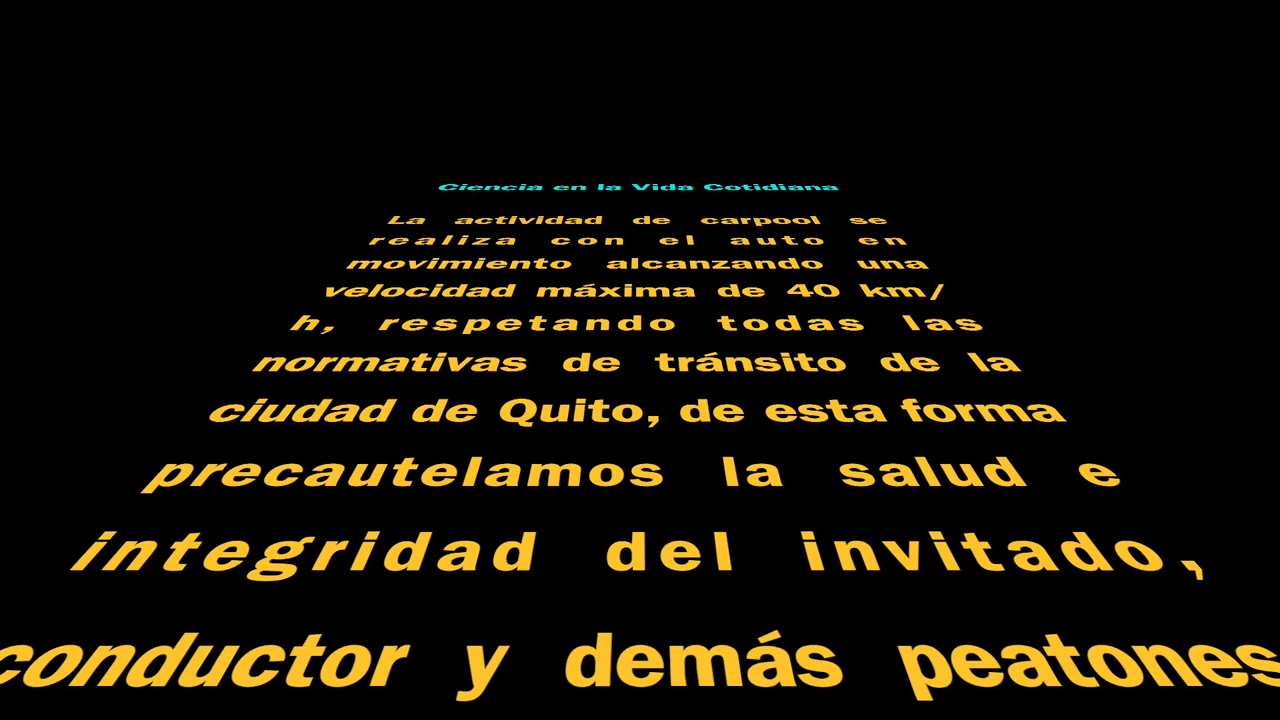 Ciencia en la Vida Cotidiana
La actividad de carpool se
realiza con el auto en
movimiento alcanzando una
velocidad máxima de 40 km/
h, respetando todas las
normativas de tránsito de la
ciudad de Quito, de esta forma
precautelamos la salud e
integridad del invitado,
conductor y demás peatones